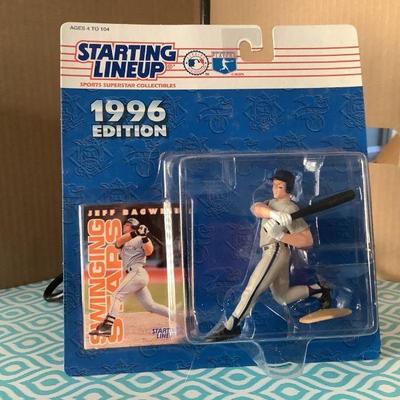 AGES 4 TO 104
STARTING
LINEUP
SPORTS SUPERSTAR COLLECTIBLES
1996
EDITION
JEFF BAGWELL
SWINGING
STARS
STARTING
LINEUP